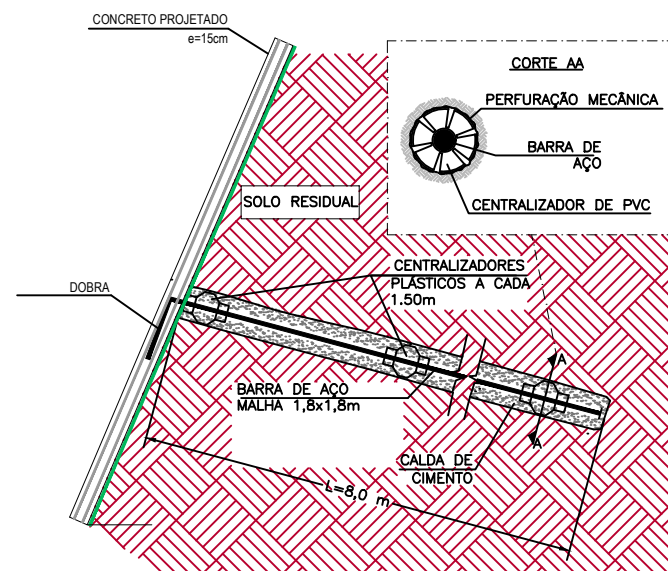 CONCRETO PROJETADO
e=15cm
CORTE AA
PERFURAÇÃO MECÂNICA
BARRA DE
AÇO
CENTRALIZADOR DE PVC
SOLO RESIDUAL
CENTRALIZADORES
PLÁSTICOS A CADA
1.50m
DOBRA
BARRA DE AÇO
MALHA 1,8x1,8m
A
A
CALDA DE
CIMENTO
L=8,0 m